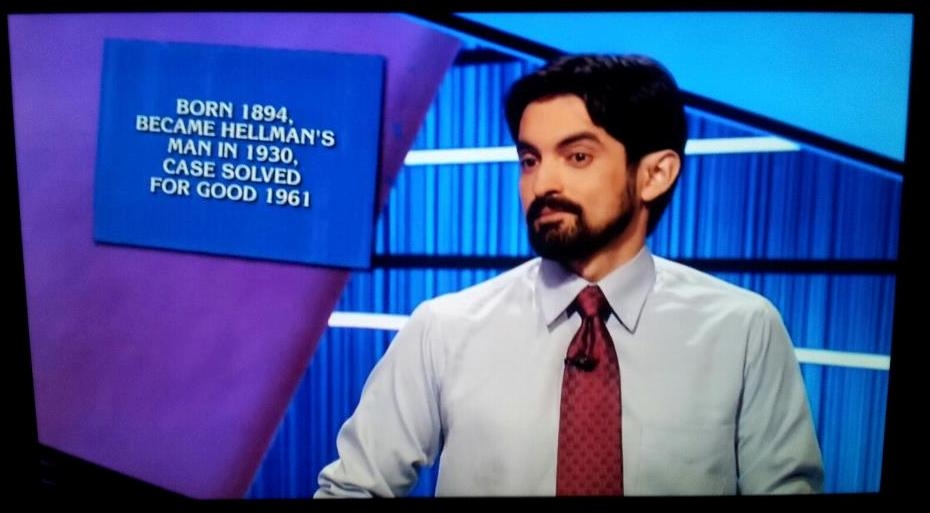 BORN 1894,
BECAME HELLMAN'S
MAN IN 1930,
CASE SOLVED
FOR GOOD 1961